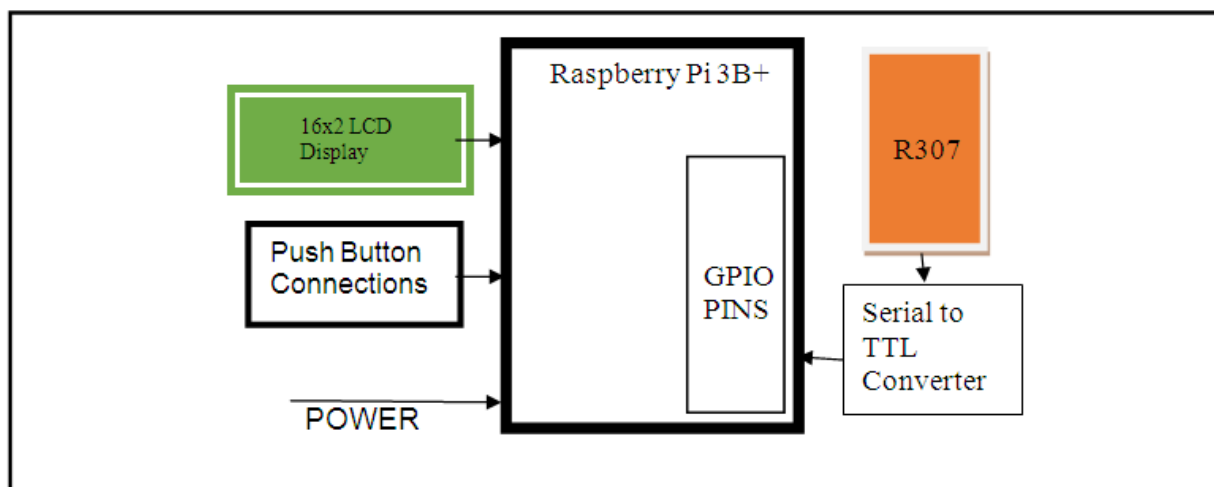 Raspberry Pi 3B+
16x2 LCD
Display
R307
Push Button
Connections
GPIO
PINS
Serial to
TTL
Converter
POWER